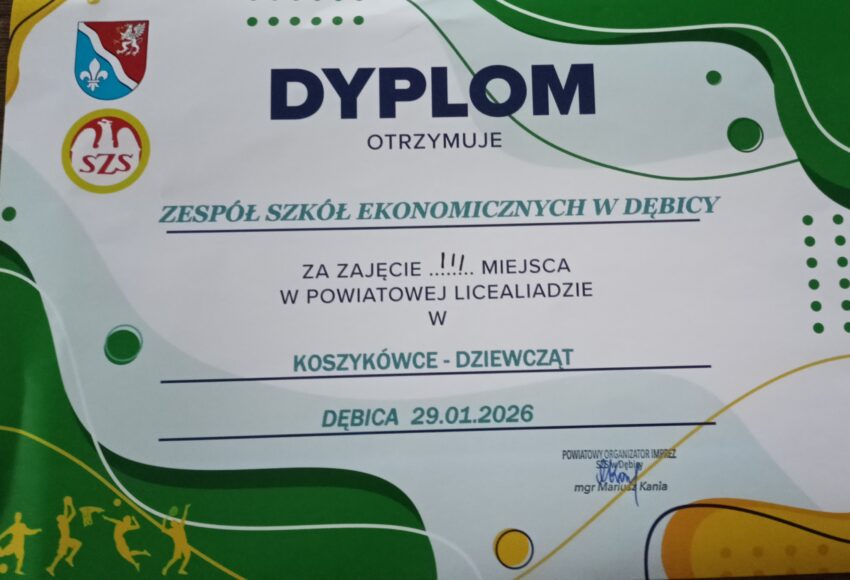 DYPLOM
OTRZYMUJE
SZS
ZESPÓŁ SZKÓŁ EKONOMICZNYCH W DĘBICY
ZA ZAJĘCIE ...III... MIEJSCA
W POWIATOWEJ LICEALIADZIE
W
KOSZYKÓWCE - DZIEWCZĄT
DĘBICA 29.01.2026
POWIATOWY ORGANIZATOR IMPREZ
SZS w Dębicy
mgr Mariusz Kania